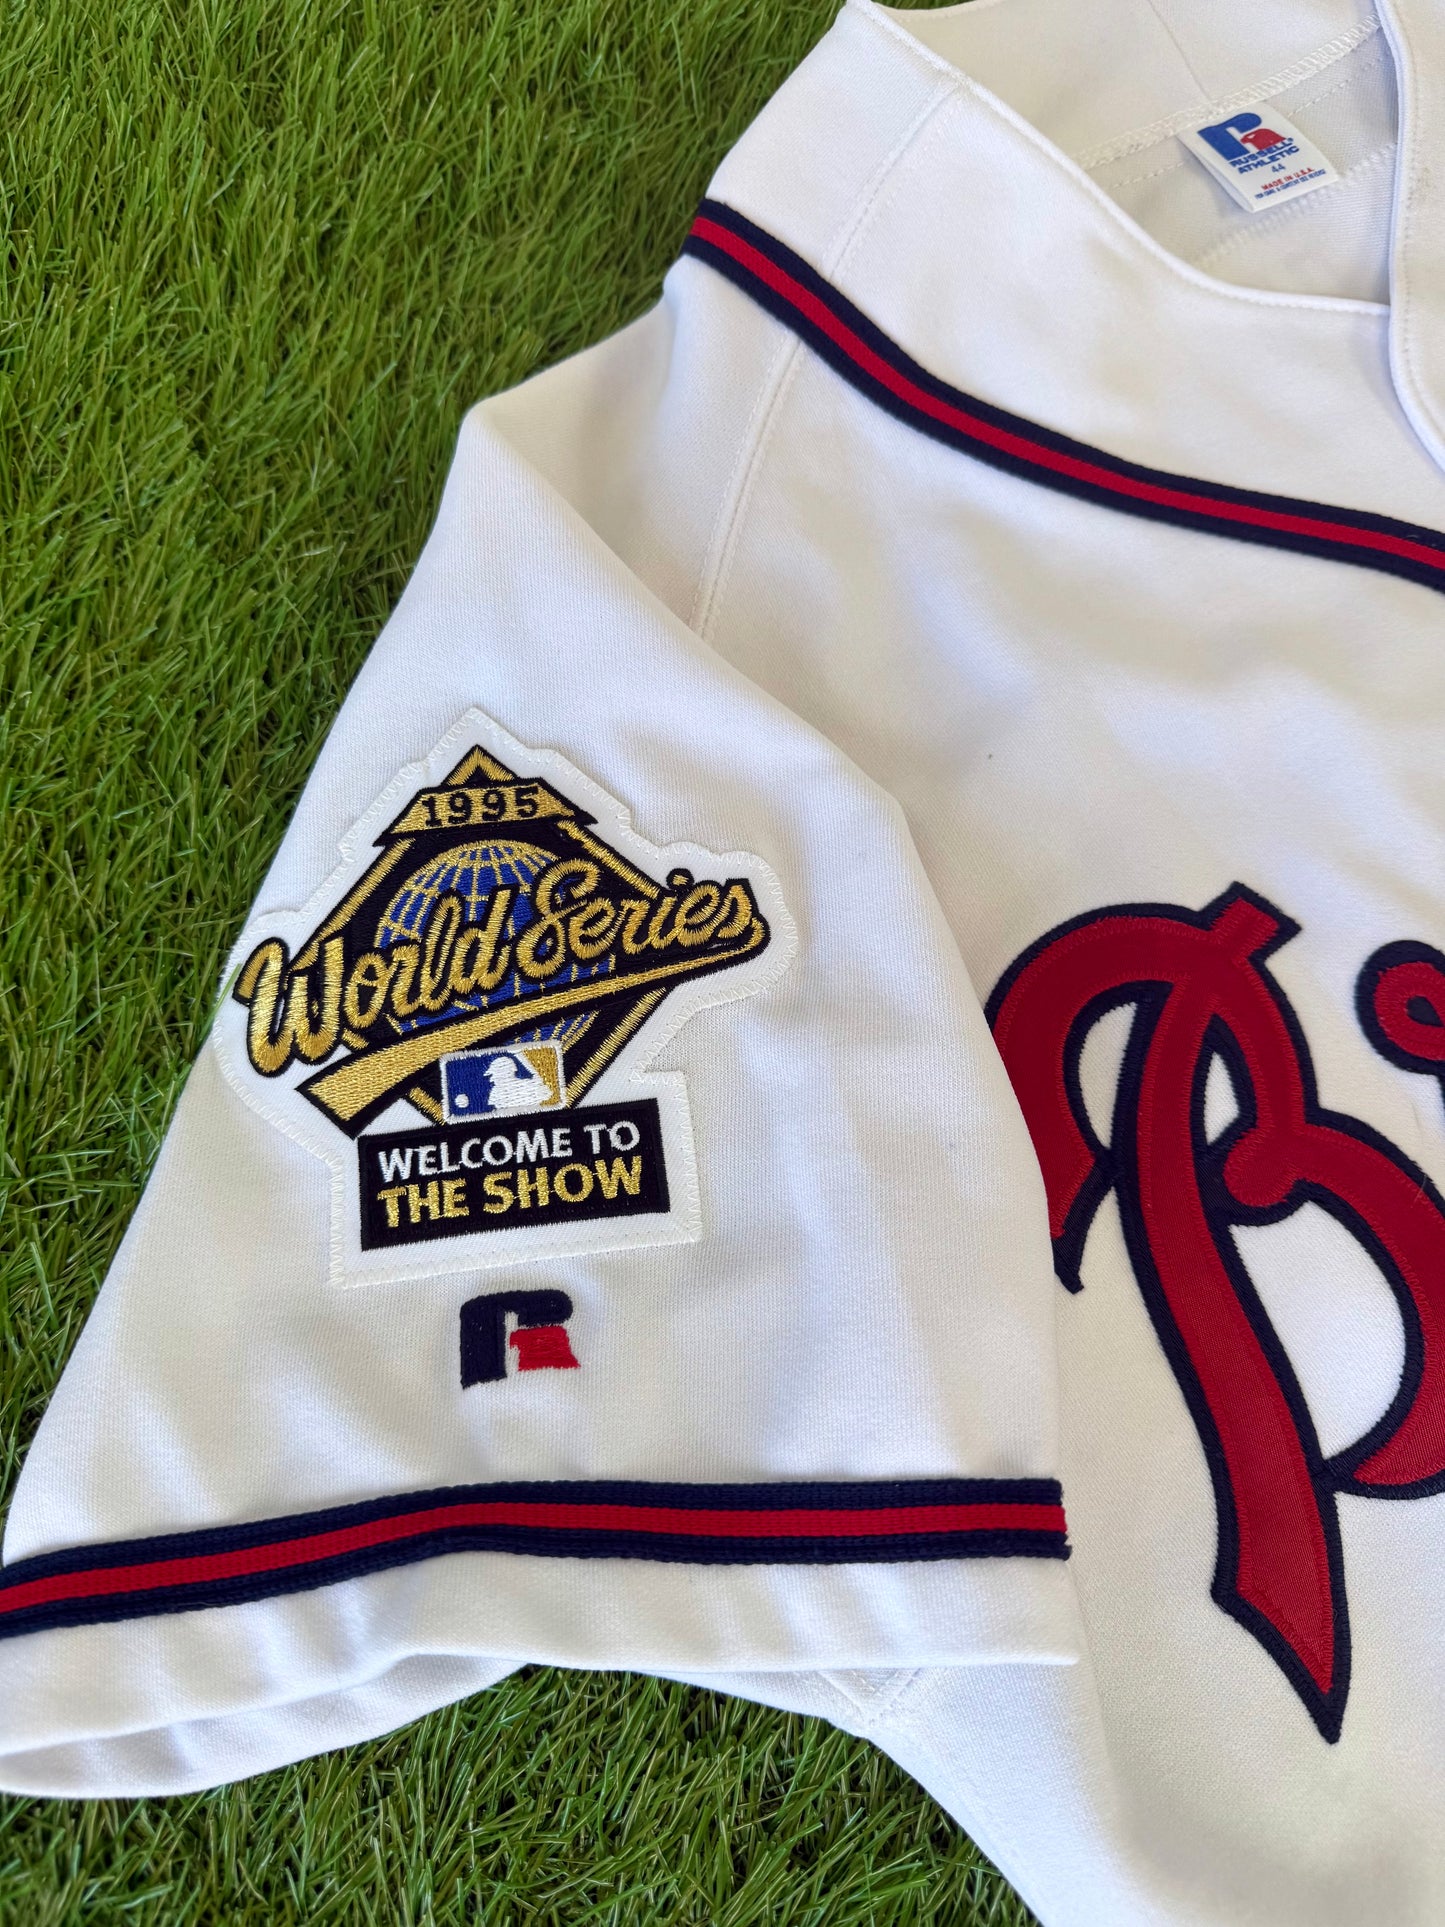 RUSSELL
ATHLETIC
44
MADE IN U.S.A.
1995
World Series
WELCOME TO
THE SHOW